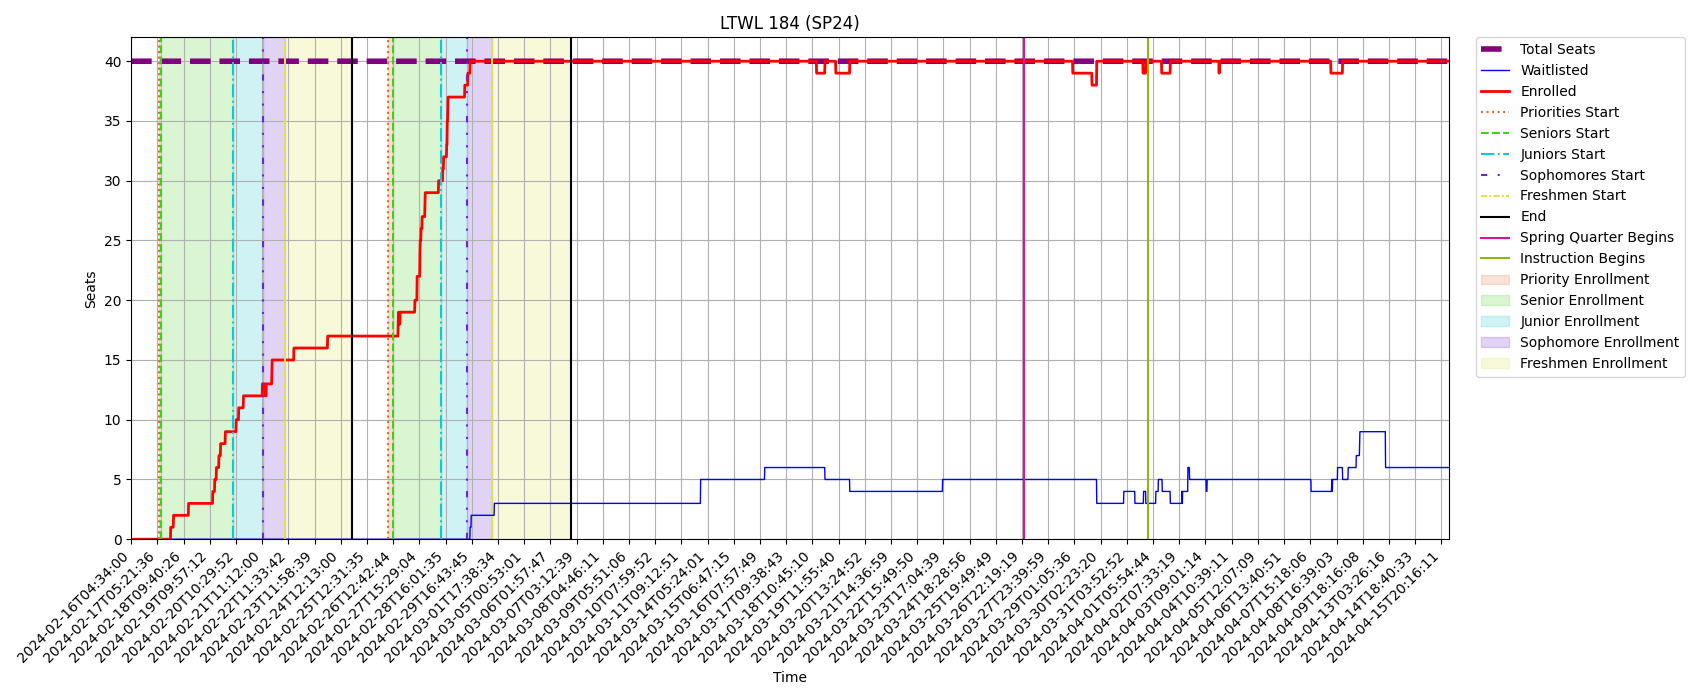 LTWL 184 (SP24)
Seats
40
35
30
25
20
15
10
5
0
2024-02-16T04:34:00
2024-02-17T05:21:36
2024-02-18T09:40:26
2024-02-19T09:57:12
2024-02-20T10:29:52
2024-02-21T11:12:00
2024-02-22T11:33:42
2024-02-23T11:58:39
2024-02-24T12:13:00
2024-02-25T12:31:35
2024-02-26T12:42:44
2024-02-27T15:29:04
2024-02-28T16:01:35
2024-02-29T16:43:45
2024-03-01T17:38:34
2024-03-05T00:53:01
2024-03-06T01:57:47
2024-03-07T03:12:39
2024-03-08T04:46:11
2024-03-09T05:51:06
2024-03-10T07:59:52
2024-03-11T09:12:51
2024-03-14T05:24:01
2024-03-15T06:47:15
2024-03-16T07:57:49
2024-03-17T09:38:43
2024-03-18T10:45:10
2024-03-19T11:55:40
2024-03-20T13:24:52
2024-03-21T14:36:59
2024-03-22T15:49:50
2024-03-23T17:04:39
2024-03-24T18:28:56
2024-03-25T19:49:49
2024-03-26T22:19:19
2024-03-27T23:39:59
2024-03-29T01:05:36
2024-03-30T02:23:20
2024-03-31T03:52:52
2024-04-01T05:54:44
2024-04-02T07:33:19
2024-04-03T09:01:14
2024-04-04T10:39:11
2024-04-05T12:07:09
2024-04-06T13:40:51
2024-04-07T15:18:06
2024-04-08T16:39:03
2024-04-09T18:16:08
2024-04-13T03:26:16
2024-04-14T18:40:33
2024-04-15T20:16:11
Time
Total Seats
Waitlisted
Enrolled
Priorities Start
Seniors Start
Juniors Start
Sophomores Start
Freshmen Start
End
Spring Quarter Begins
Instruction Begins
Priority Enrollment
Senior Enrollment
Junior Enrollment
Sophomore Enrollment
Freshmen Enrollment